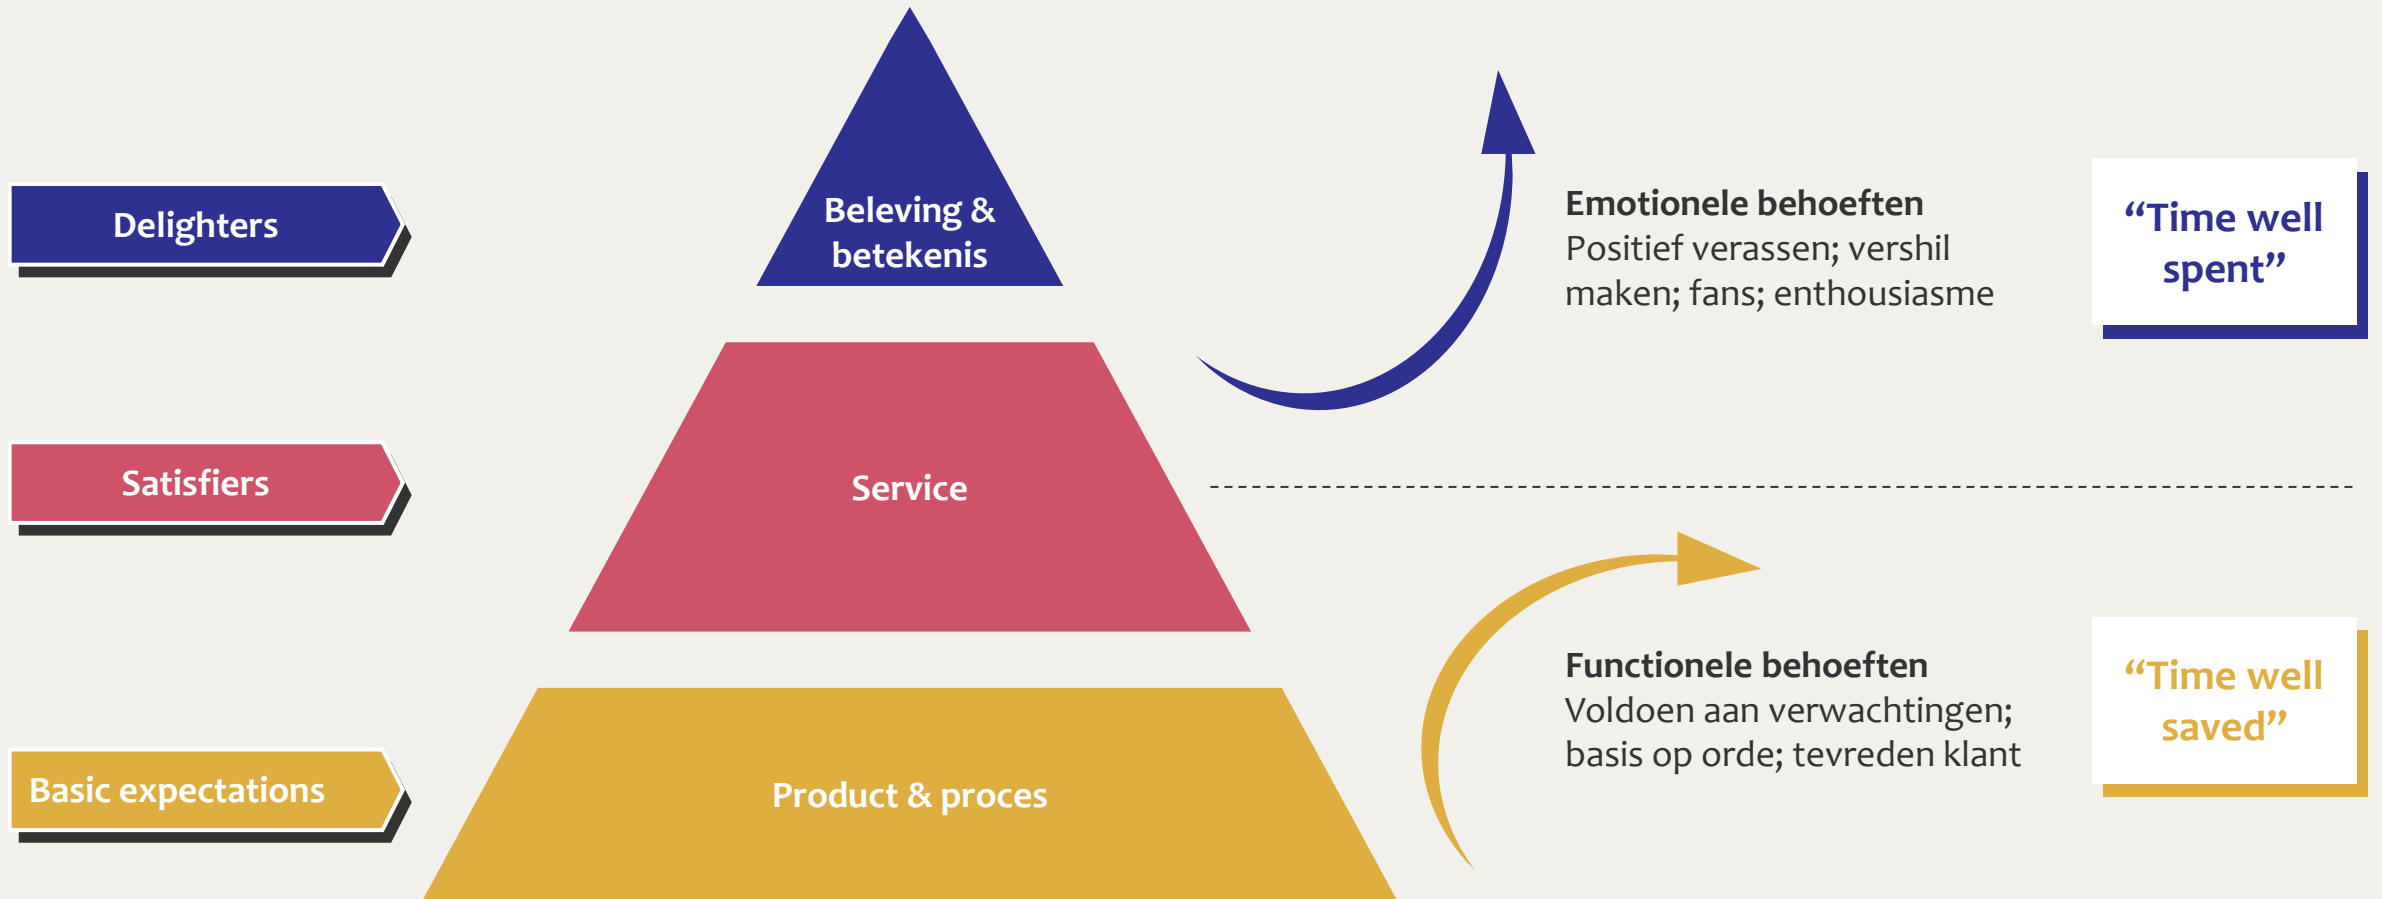 Delighters
Beleving &
betekenis
Emotionele behoeften
Positief verassen; vershil
maken; fans; enthousiasme
“Time well
spent”
Satisfiers
Service
Basic expectations
Product & proces
Functionele behoeften
Voldoen aan verwachtingen;
basis op orde; tevreden klant
“Time well
saved”